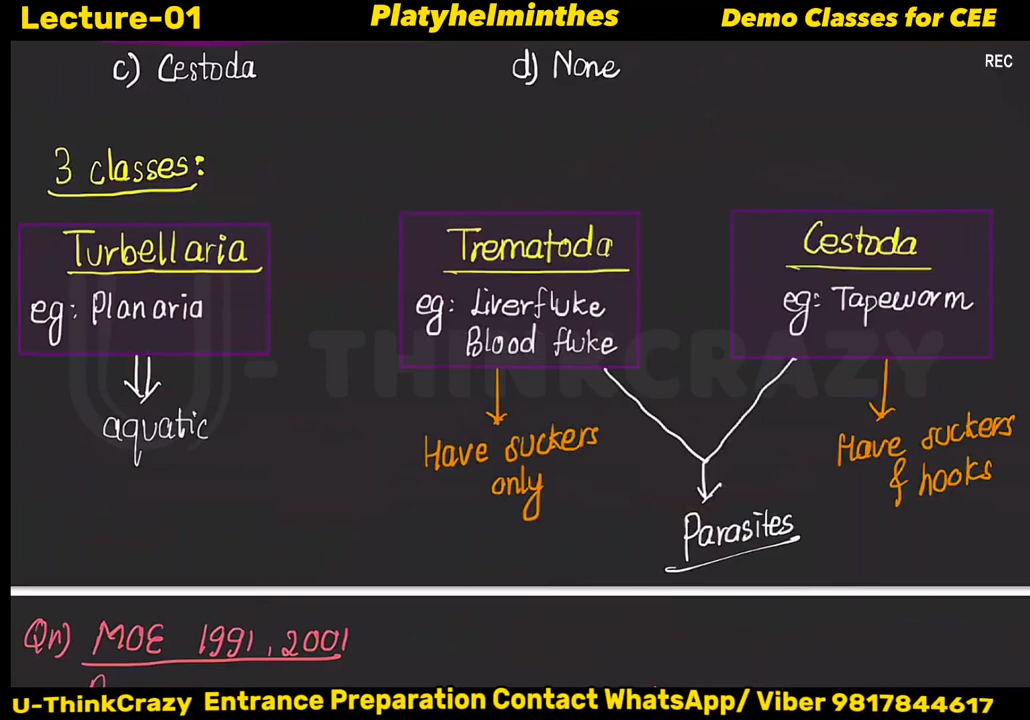 Lecture-01 Platyhelminthes Demo Classes for CEE
REC
c) Cestoda d) None
3 classes:
Turbellaria
eg: Planaria
aquatic
Trematoda
eg: Liverfluke
Blood fluke
Have suckers
only
Cestoda
eg: Tapeworm
Have suckers
& hooks
Parasites
U-THINKCRAZY
Qn) MOE 1991, 2001
U-ThinkCrazy Entrance Preparation Contact WhatsApp/ Viber 9817844617